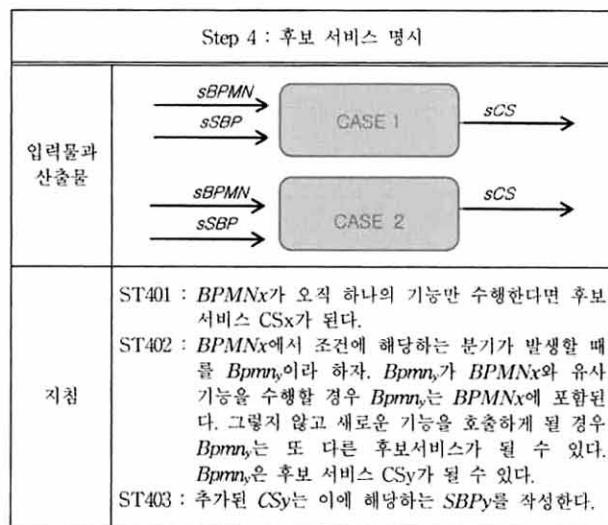 Step 4 : 후보 서비스 명시
입력물과
산출물
sBPMN
sSBP
CASE 1
sCS
sBPMN
sSBP
CASE 2
sCS
지침
ST401 : BPMNx가 오직 하나의 기능만 수행한다면 후보
서비스 CSx가 된다.
ST402 : BPMNx에서 조건에 해당하는 분기가 발생할 때
를 Bpmny이라 하자. Bpmny가 BPMNx와 유사
기능을 수행할 경우 Bpmny는 BPMNx에 포함된
다. 그렇지 않고 새로운 기능을 호출하게 될 경우
Bpmny는 또 다른 후보서비스가 될 수 있다.
Bpmny은 후보 서비스 CSy가 될 수 있다.
ST403 : 추가된 CSy는 이에 해당하는 SBPy를 작성한다.